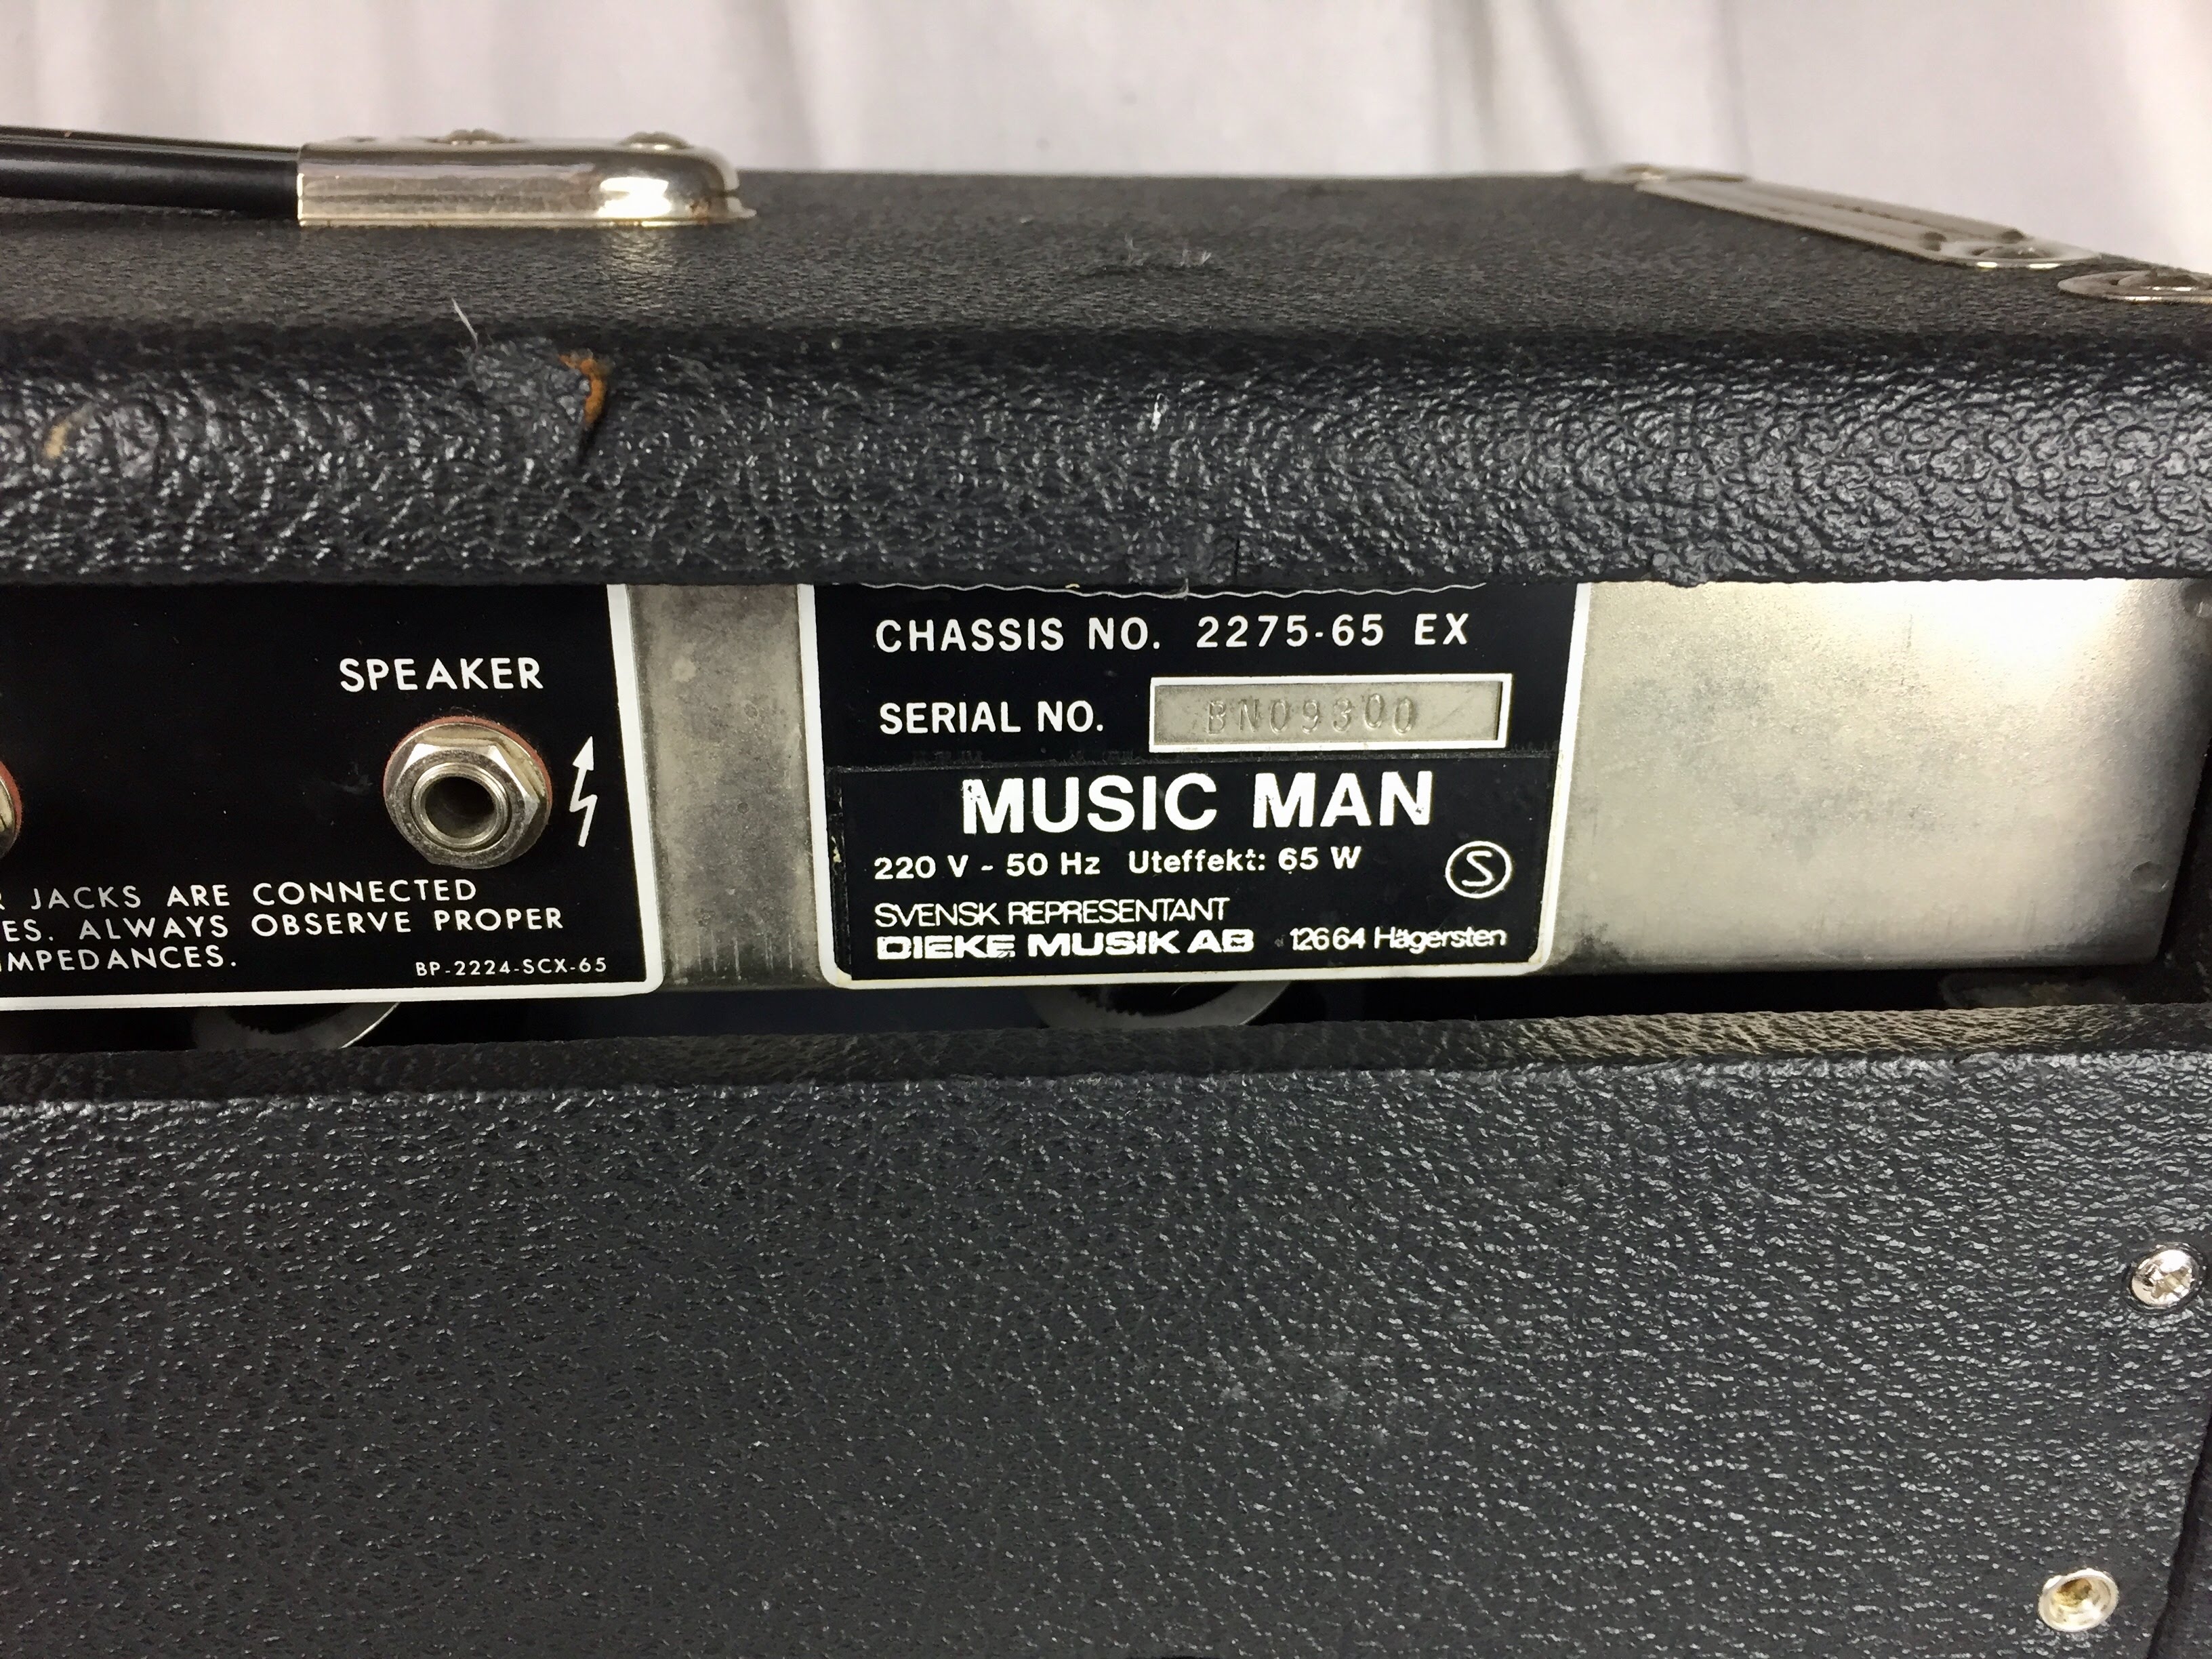 SPEAKER
JACKS ARE CONNECTED
ES. ALWAYS OBSERVE PROPER
IMPEDANCES.
BP-2224-SCX-65
CHASSIS NO. 2275-65 EX
SERIAL NO. BN09300
MUSIC MAN
220 V ~ 50 Hz Uteffekt: 65 W
S
SVENSK REPRESENTANT
DIEKE MUSIK AB 126 64 Hägersten